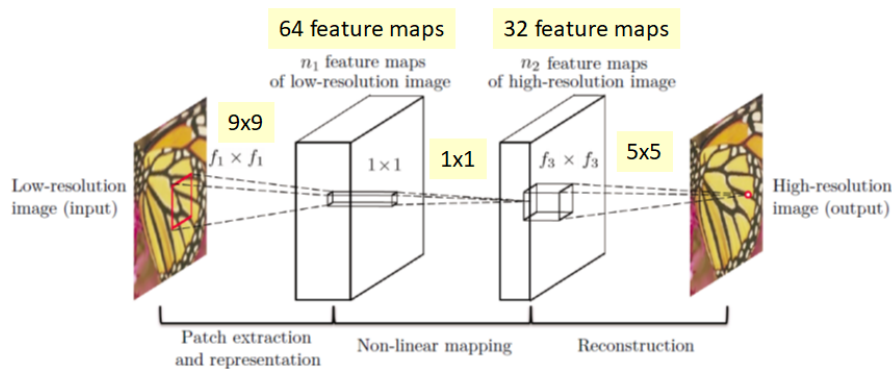 64 feature maps
32 feature maps
n₁ feature maps
of low-resolution image
n₂ feature maps
of high-resolution image
9x9
f₁ × f₁
1×1
1x1
f₃ × f₃
5x5
Low-resolution
image (input)
High-resolution
image (output)
Patch extraction
and representation
Non-linear mapping
Reconstruction